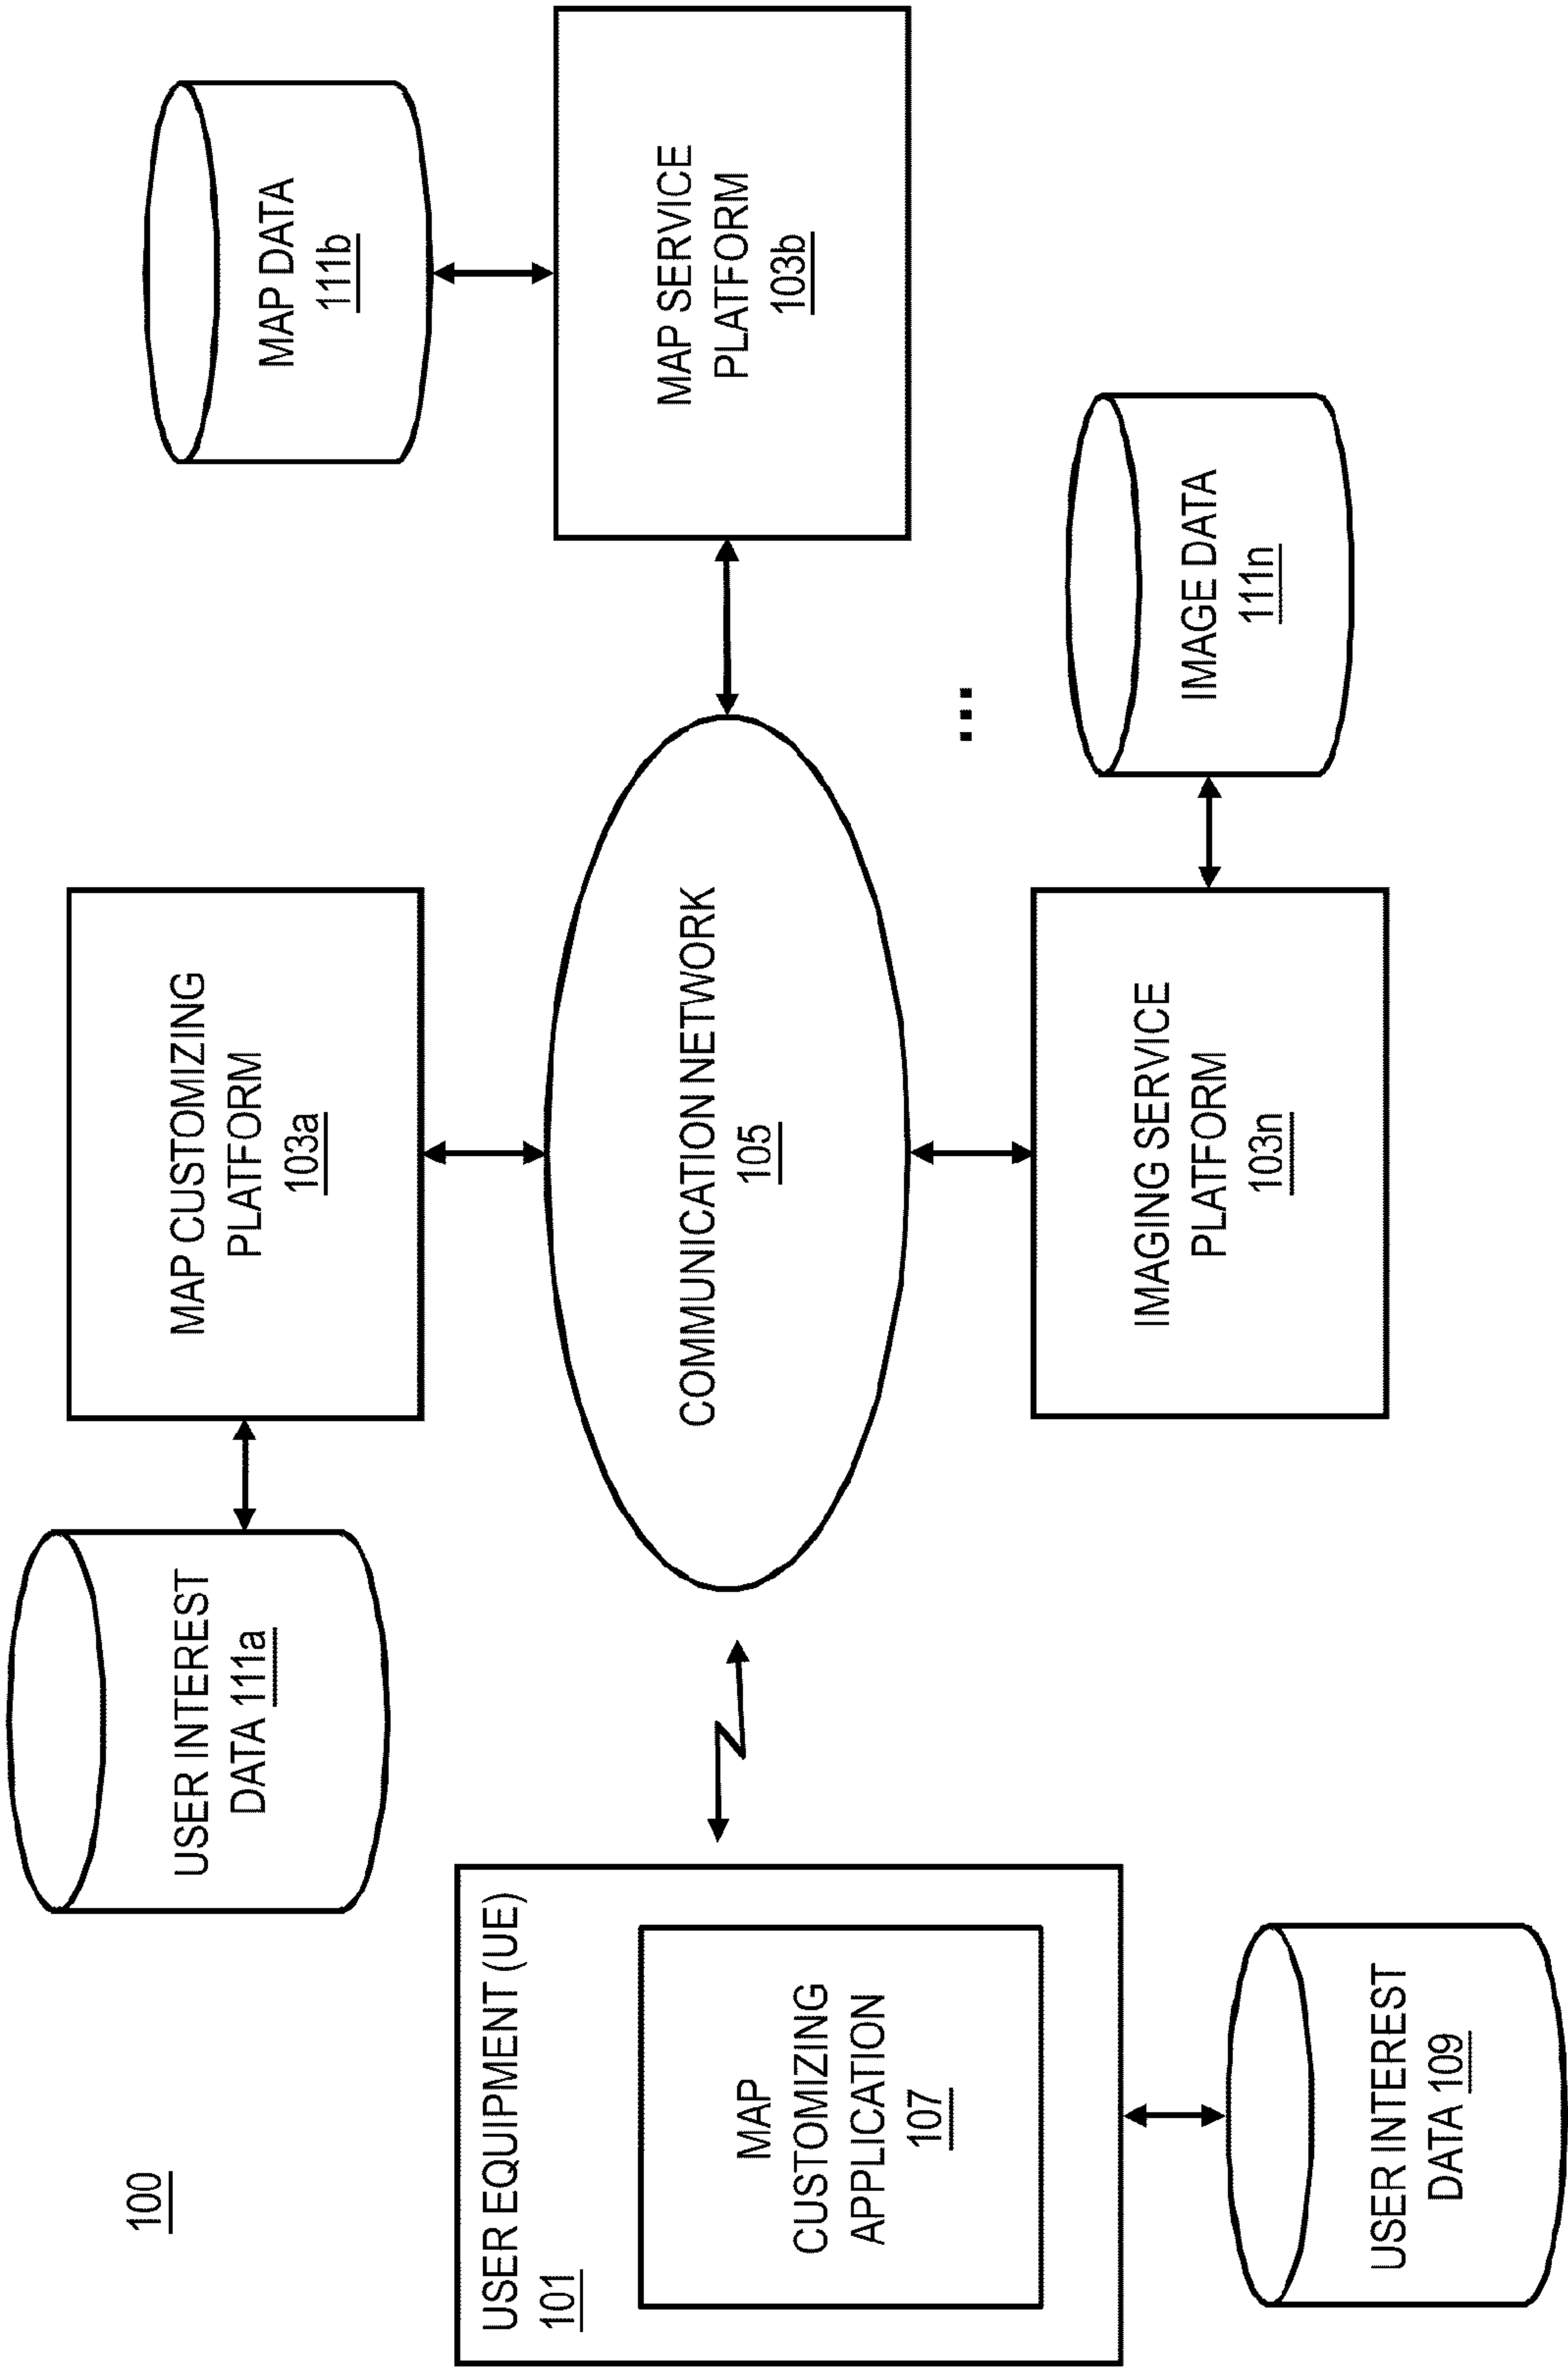 100
USER INTEREST
DATA 111a
MAP CUSTOMIZING
PLATFORM
103a
MAP DATA
111b
USER EQUIPMENT (UE)
101
MAP
CUSTOMIZING
APPLICATION
107
COMMUNICATION NETWORK
105
MAP SERVICE
PLATFORM
103b
...
USER INTEREST
DATA 109
IMAGING SERVICE
PLATFORM
103n
IMAGE DATA
111n